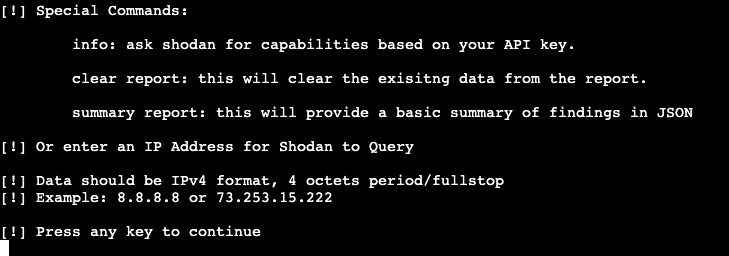 [!] Special Commands:
info: ask shodan for capabilities based on your API key.
clear report: this will clear the exisitng data from the report.
summary report: this will provide a basic summary of findings in JSON
[!] Or enter an IP Address for Shodan to Query
[!] Data should be IPv4 format, 4 octets period/fullstop
[!] Example: 8.8.8.8 or 73.253.15.222
[!] Press any key to continue